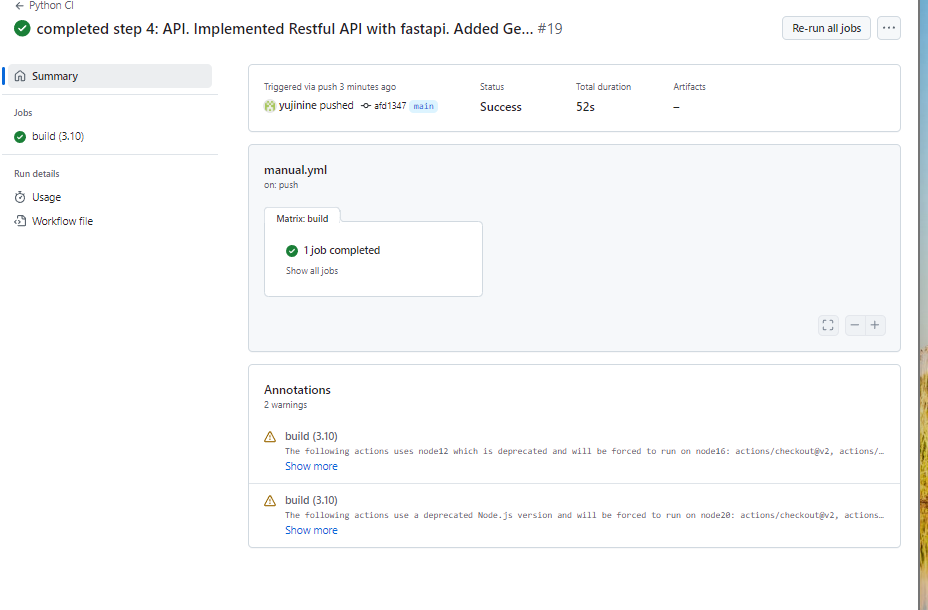 Python CI
completed step 4: API. Implemented Restful API with fastapi. Added Ge... #19
Re-run all jobs
Summary
Jobs
build (3.10)
Run details
Usage
Workflow file
Triggered via push 3 minutes ago
yujinine pushed afd1347 main
Status
Success
Total duration
52s
Artifacts
–
manual.yml
on: push
Matrix: build
1 job completed
Show all jobs
Annotations
2 warnings
build (3.10)
The following actions uses node12 which is deprecated and will be forced to run on node16: actions/checkout@v2, actions/…
Show more
build (3.10)
The following actions use a deprecated Node.js version and will be forced to run on node20: actions/checkout@v2, actions…
Show more